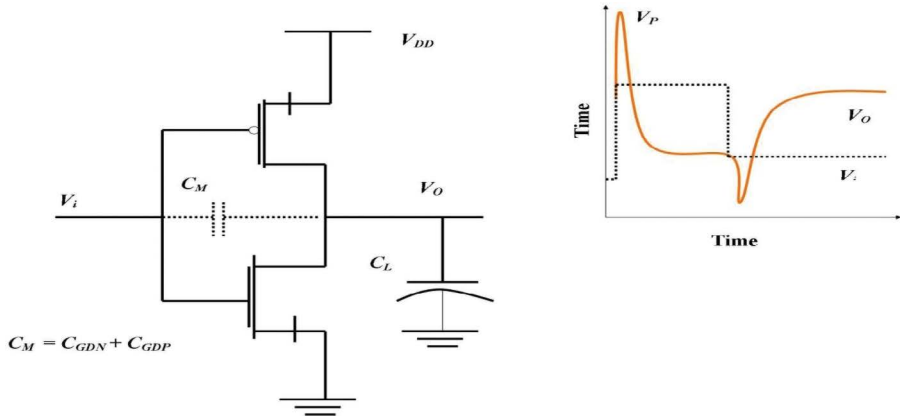 V_DD
C_M
V_i
V_O
C_L
C_M = C_GDN + C_GDP
V_P
Time
V_O
V_i
Time